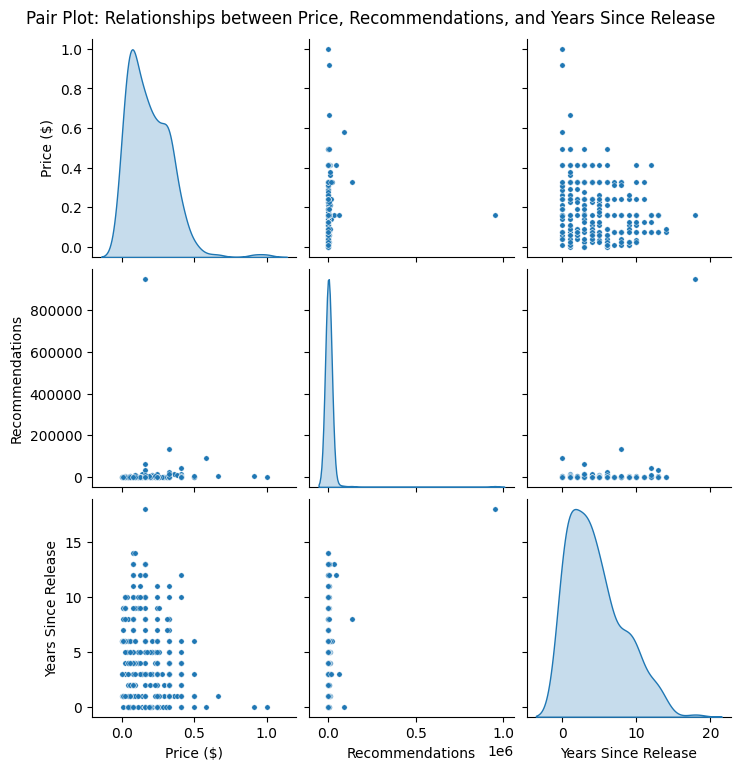 Pair Plot: Relationships between Price, Recommendations, and Years Since Release
1.0
0.8
0.6
0.4
0.2
0.0
Price ($)
800000
600000
400000
200000
0
Recommendations
15
10
5
0
Years Since Release
0.0 0.5 1.0
Price ($)
0.0 0.5 1.0
1e6
Recommendations
0 10 20
Years Since Release